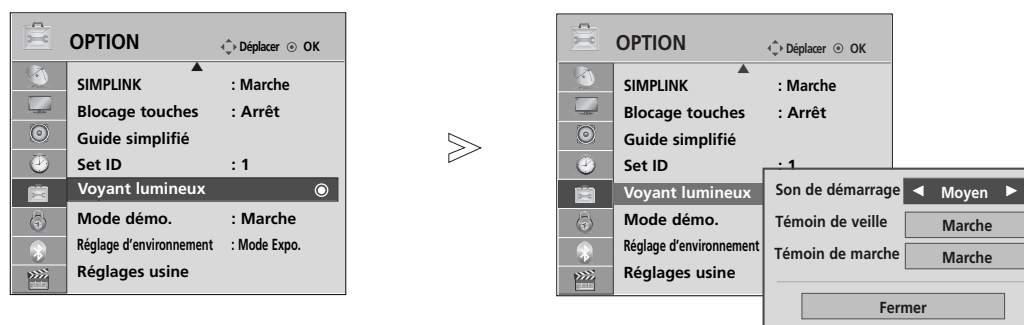 OPTION
Déplacer OK
SIMPLINK : Marche
Blocage touches : Arrêt
Guide simplifié
Set ID : 1
Voyant lumineux
Mode démo. : Marche
Réglage d'environnement : Mode Expo.
Réglages usine
OPTION
Déplacer OK
SIMPLINK : Marche
Blocage touches : Arrêt
Guide simplifié
Set ID : 1
Voyant lumineux
Mode démo.
Réglage d'environnement
Réglages usine
Son de démarrage Moyen
Témoin de veille Marche
Témoin de marche Marche
Fermer